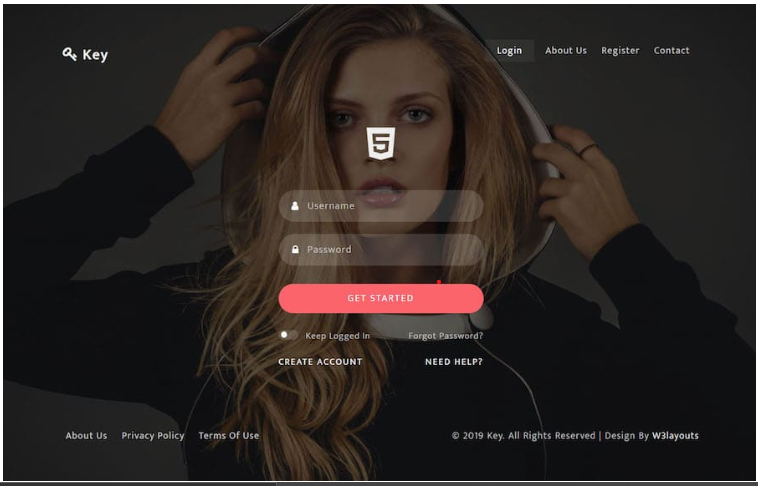 Key
Login About Us Register Contact
5
Username
Password
GET STARTED
Keep Logged In Forgot Password?
CREATE ACCOUNT NEED HELP?
About Us Privacy Policy Terms Of Use © 2019 Key. All Rights Reserved | Design By W3layouts